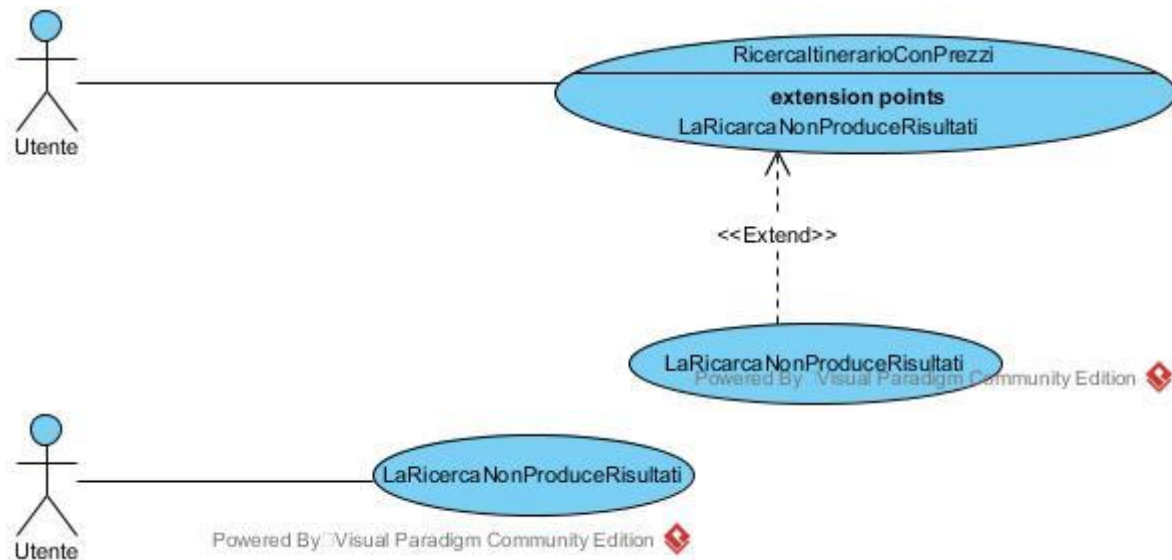 RicercaItinerarioConPrezzi
extension points
LaRicarcaNonProduceRisultati
Utente
<<Extend>>
LaRicarcaNonProduceRisultati
Powered By Visual Paradigm Community Edition
LaRicercaNonProduceRisultati
Powered By Visual Paradigm Community Edition
Utente